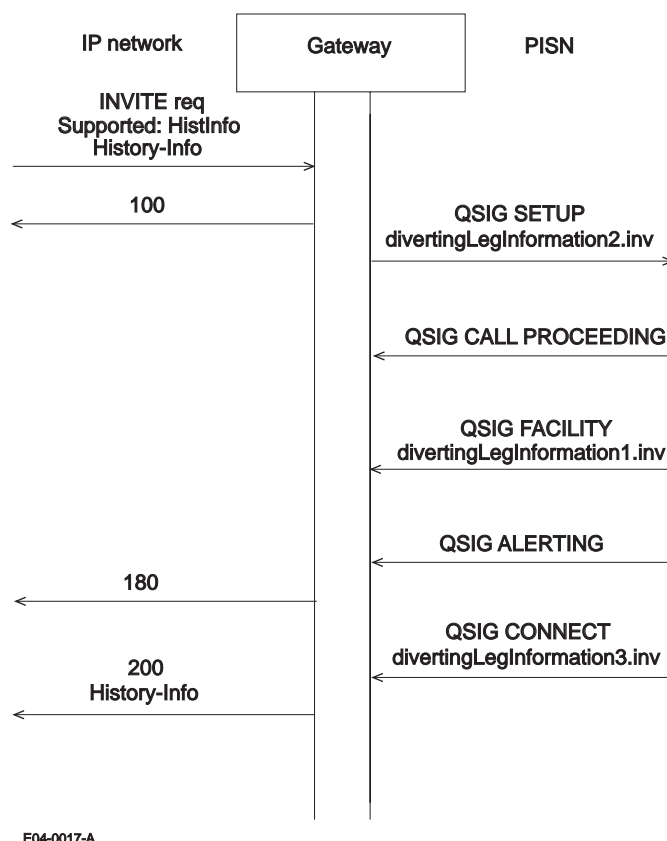 IP network
Gateway
PISN
INVITE req
Supported: HistInfo
History-Info
100
QSIG SETUP
divertingLegInformation2.inv
QSIG CALL PROCEEDING
QSIG FACILITY
divertingLegInformation1.inv
QSIG ALERTING
180
QSIG CONNECT
divertingLegInformation3.inv
200
History-Info
E04-0017-A